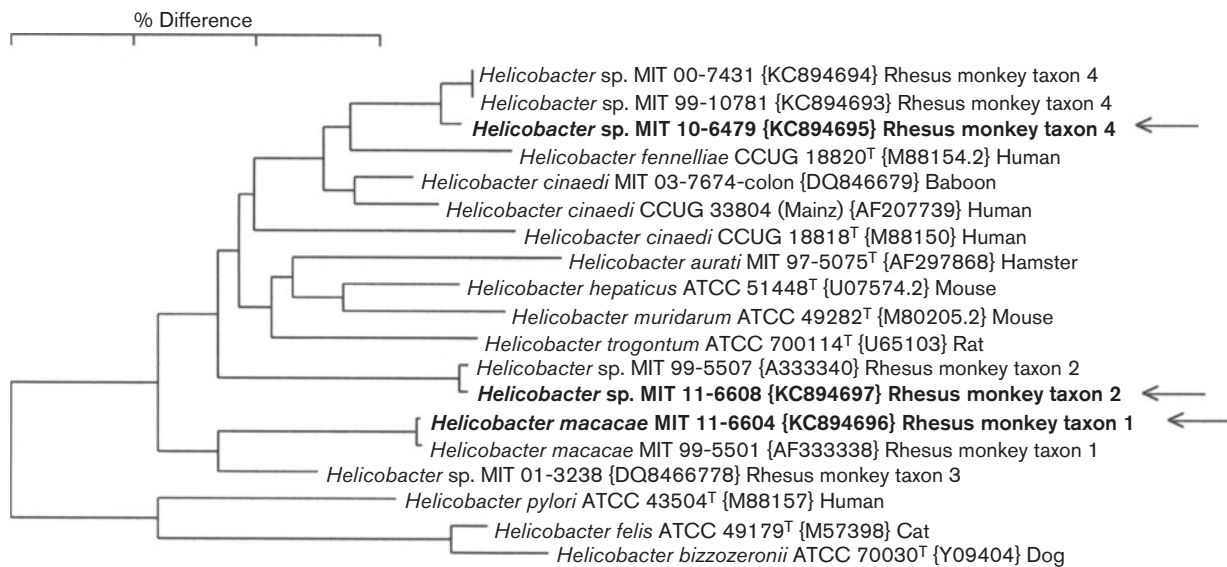 % Difference
Helicobacter sp. MIT 00-7431 {KC894694} Rhesus monkey taxon 4
Helicobacter sp. MIT 99-10781 {KC894693} Rhesus monkey taxon 4
Helicobacter sp. MIT 10-6479 {KC894695} Rhesus monkey taxon 4
Helicobacter fennelliae CCUG 18820ᵀ {M88154.2} Human
Helicobacter cinaedi MIT 03-7674-colon {DQ846679} Baboon
Helicobacter cinaedi CCUG 33804 (Mainz) {AF207739} Human
Helicobacter cinaedi CCUG 18818ᵀ {M88150} Human
Helicobacter aurati MIT 97-5075ᵀ {AF297868} Hamster
Helicobacter hepaticus ATCC 51448ᵀ {U07574.2} Mouse
Helicobacter muridarum ATCC 49282ᵀ {M80205.2} Mouse
Helicobacter trogontum ATCC 700114ᵀ {U65103} Rat
Helicobacter sp. MIT 99-5507 {A333340} Rhesus monkey taxon 2
Helicobacter sp. MIT 11-6608 {KC894697} Rhesus monkey taxon 2
Helicobacter macacae MIT 11-6604 {KC894696} Rhesus monkey taxon 1
Helicobacter macacae MIT 99-5501 {AF333338} Rhesus monkey taxon 1
Helicobacter sp. MIT 01-3238 {DQ8466778} Rhesus monkey taxon 3
Helicobacter pylori ATCC 43504ᵀ {M88157} Human
Helicobacter felis ATCC 49179ᵀ {M57398} Cat
Helicobacter bizzozeronii ATCC 70030ᵀ {Y09404} Dog